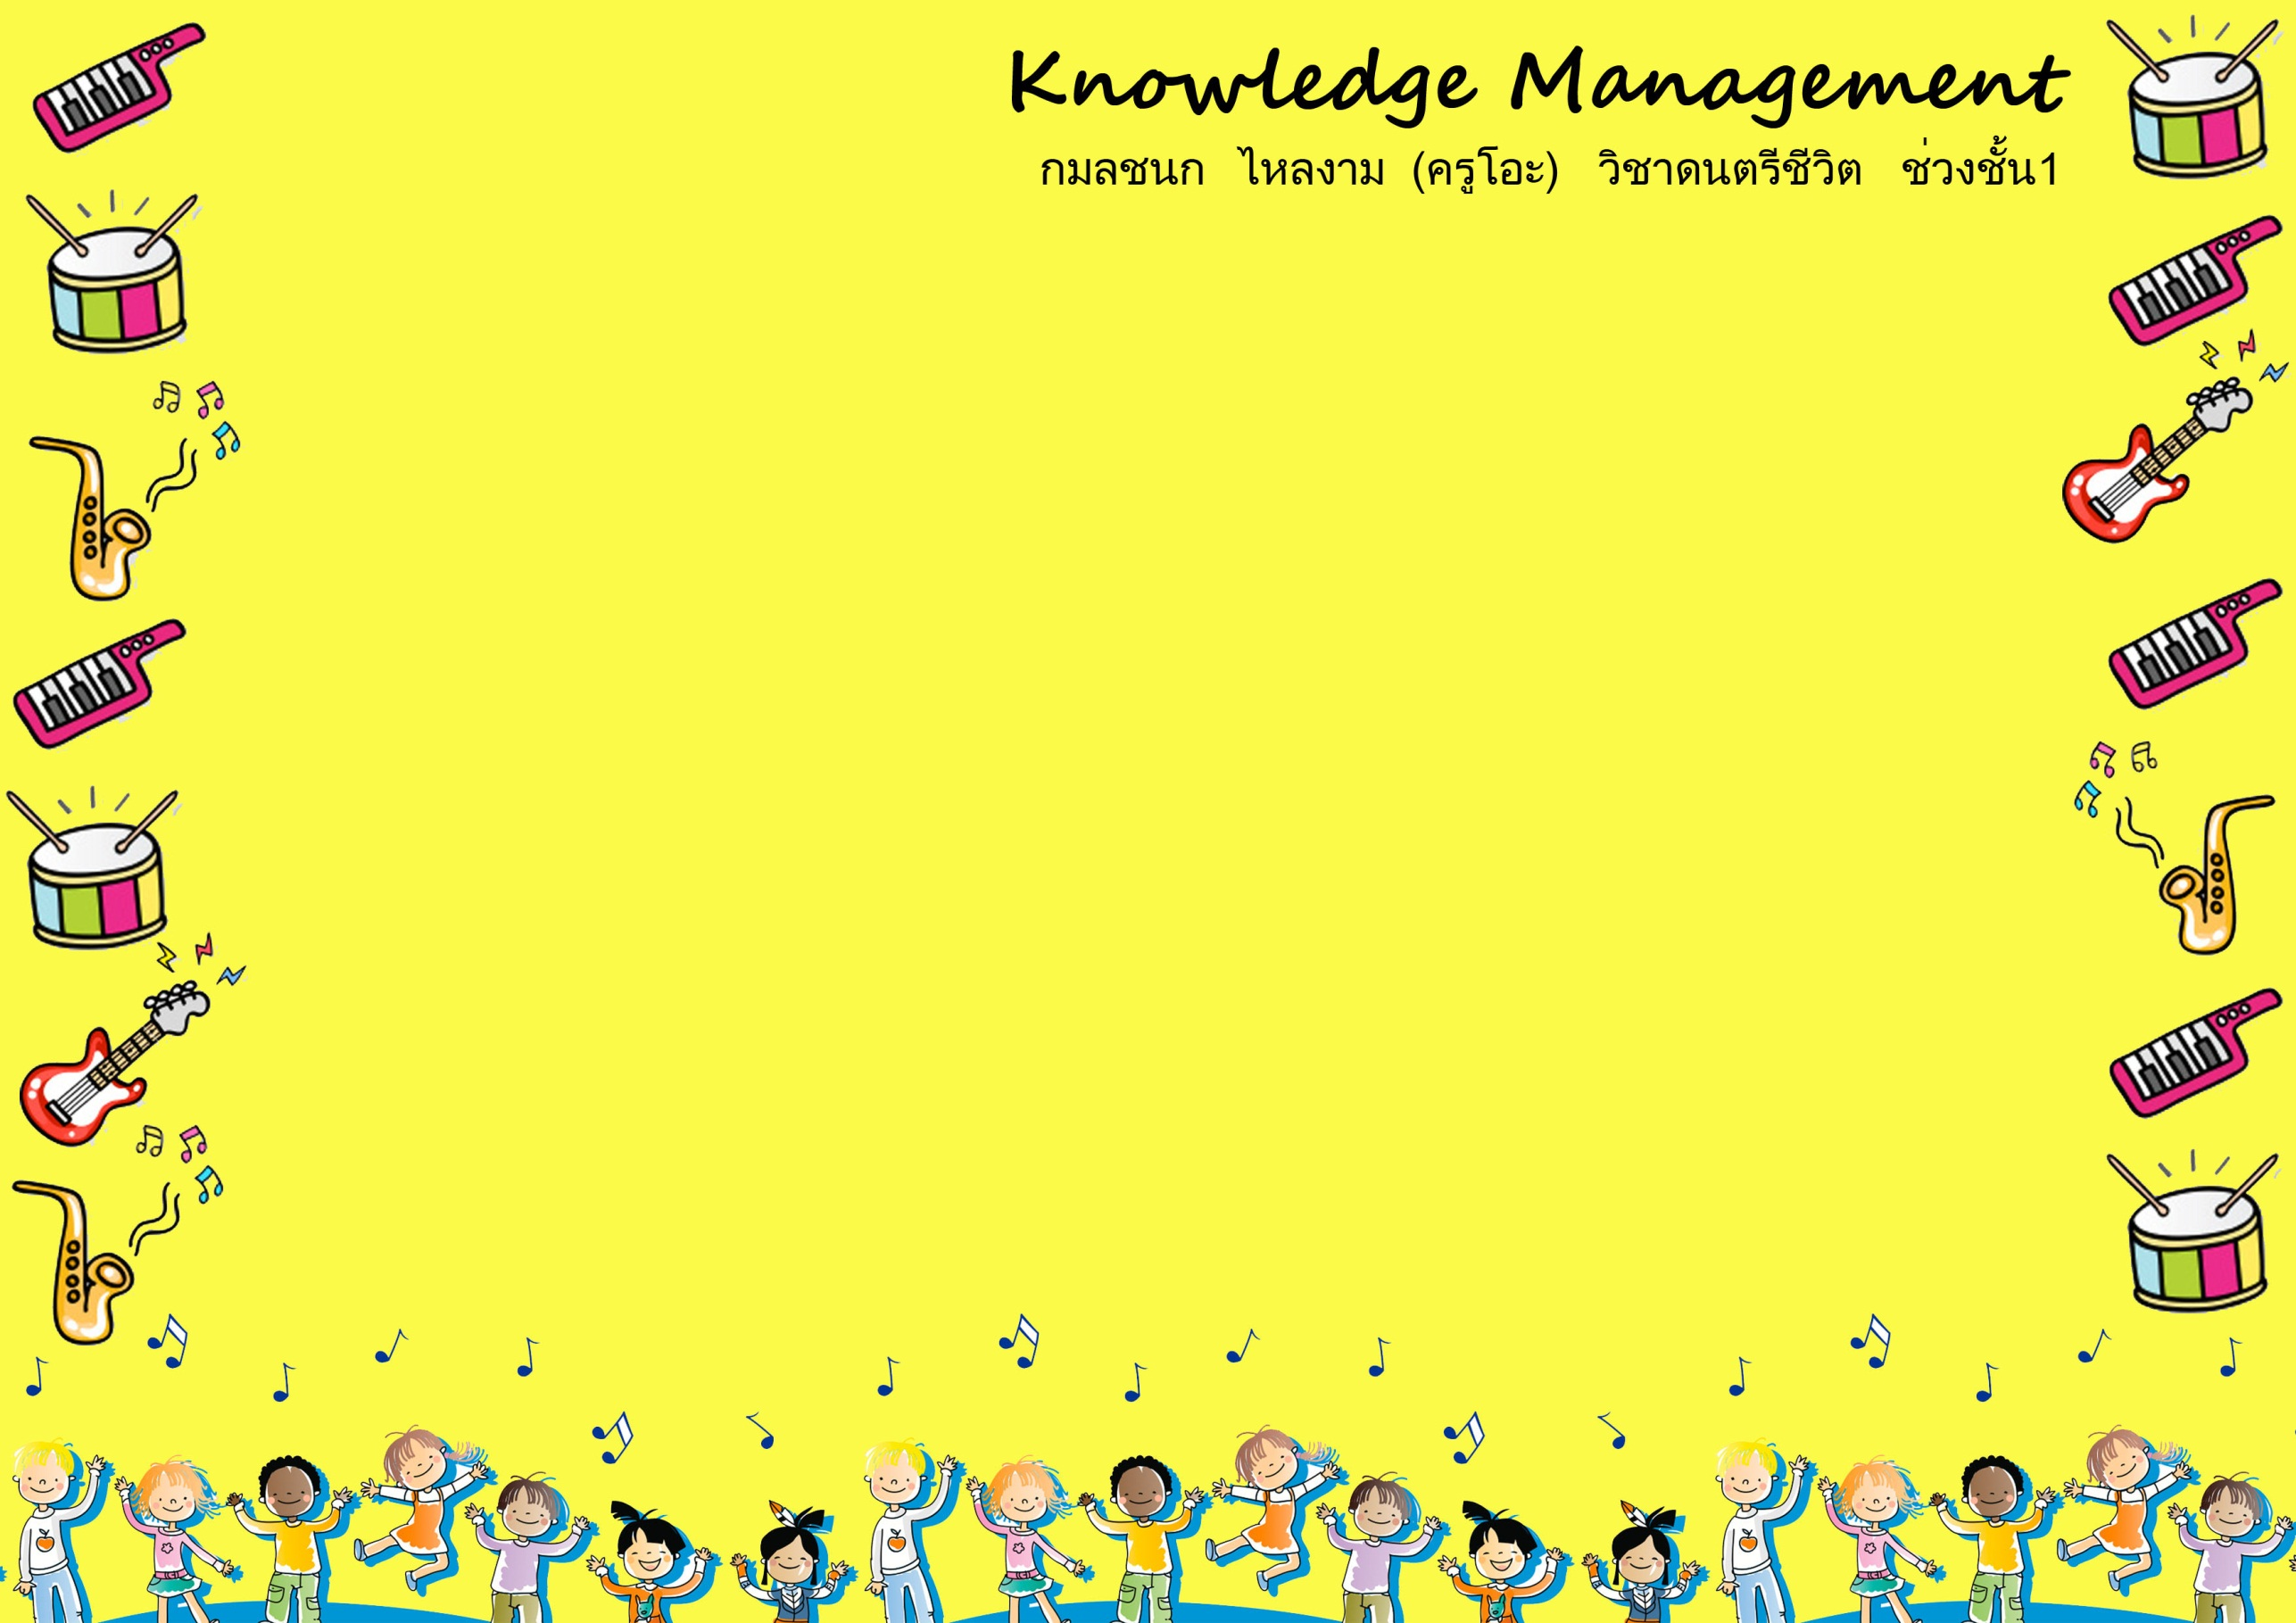 Knowledge Management
กมลชนก ไหลงาม (ครูโอะ) วิชาดนตรีชีวิต ช่วงชั้น1